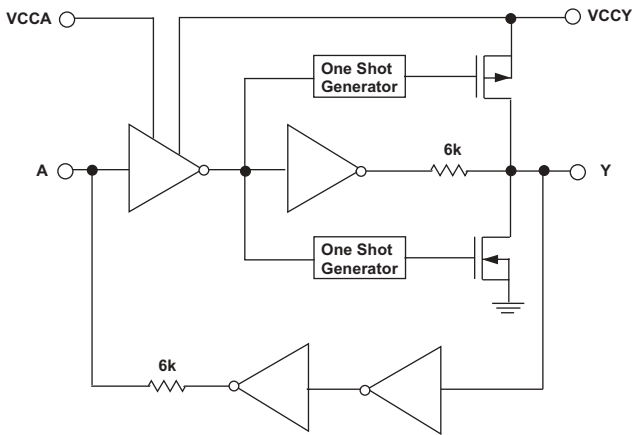 VCCA
VCCY
One Shot
Generator
6k
A
Y
One Shot
Generator
6k